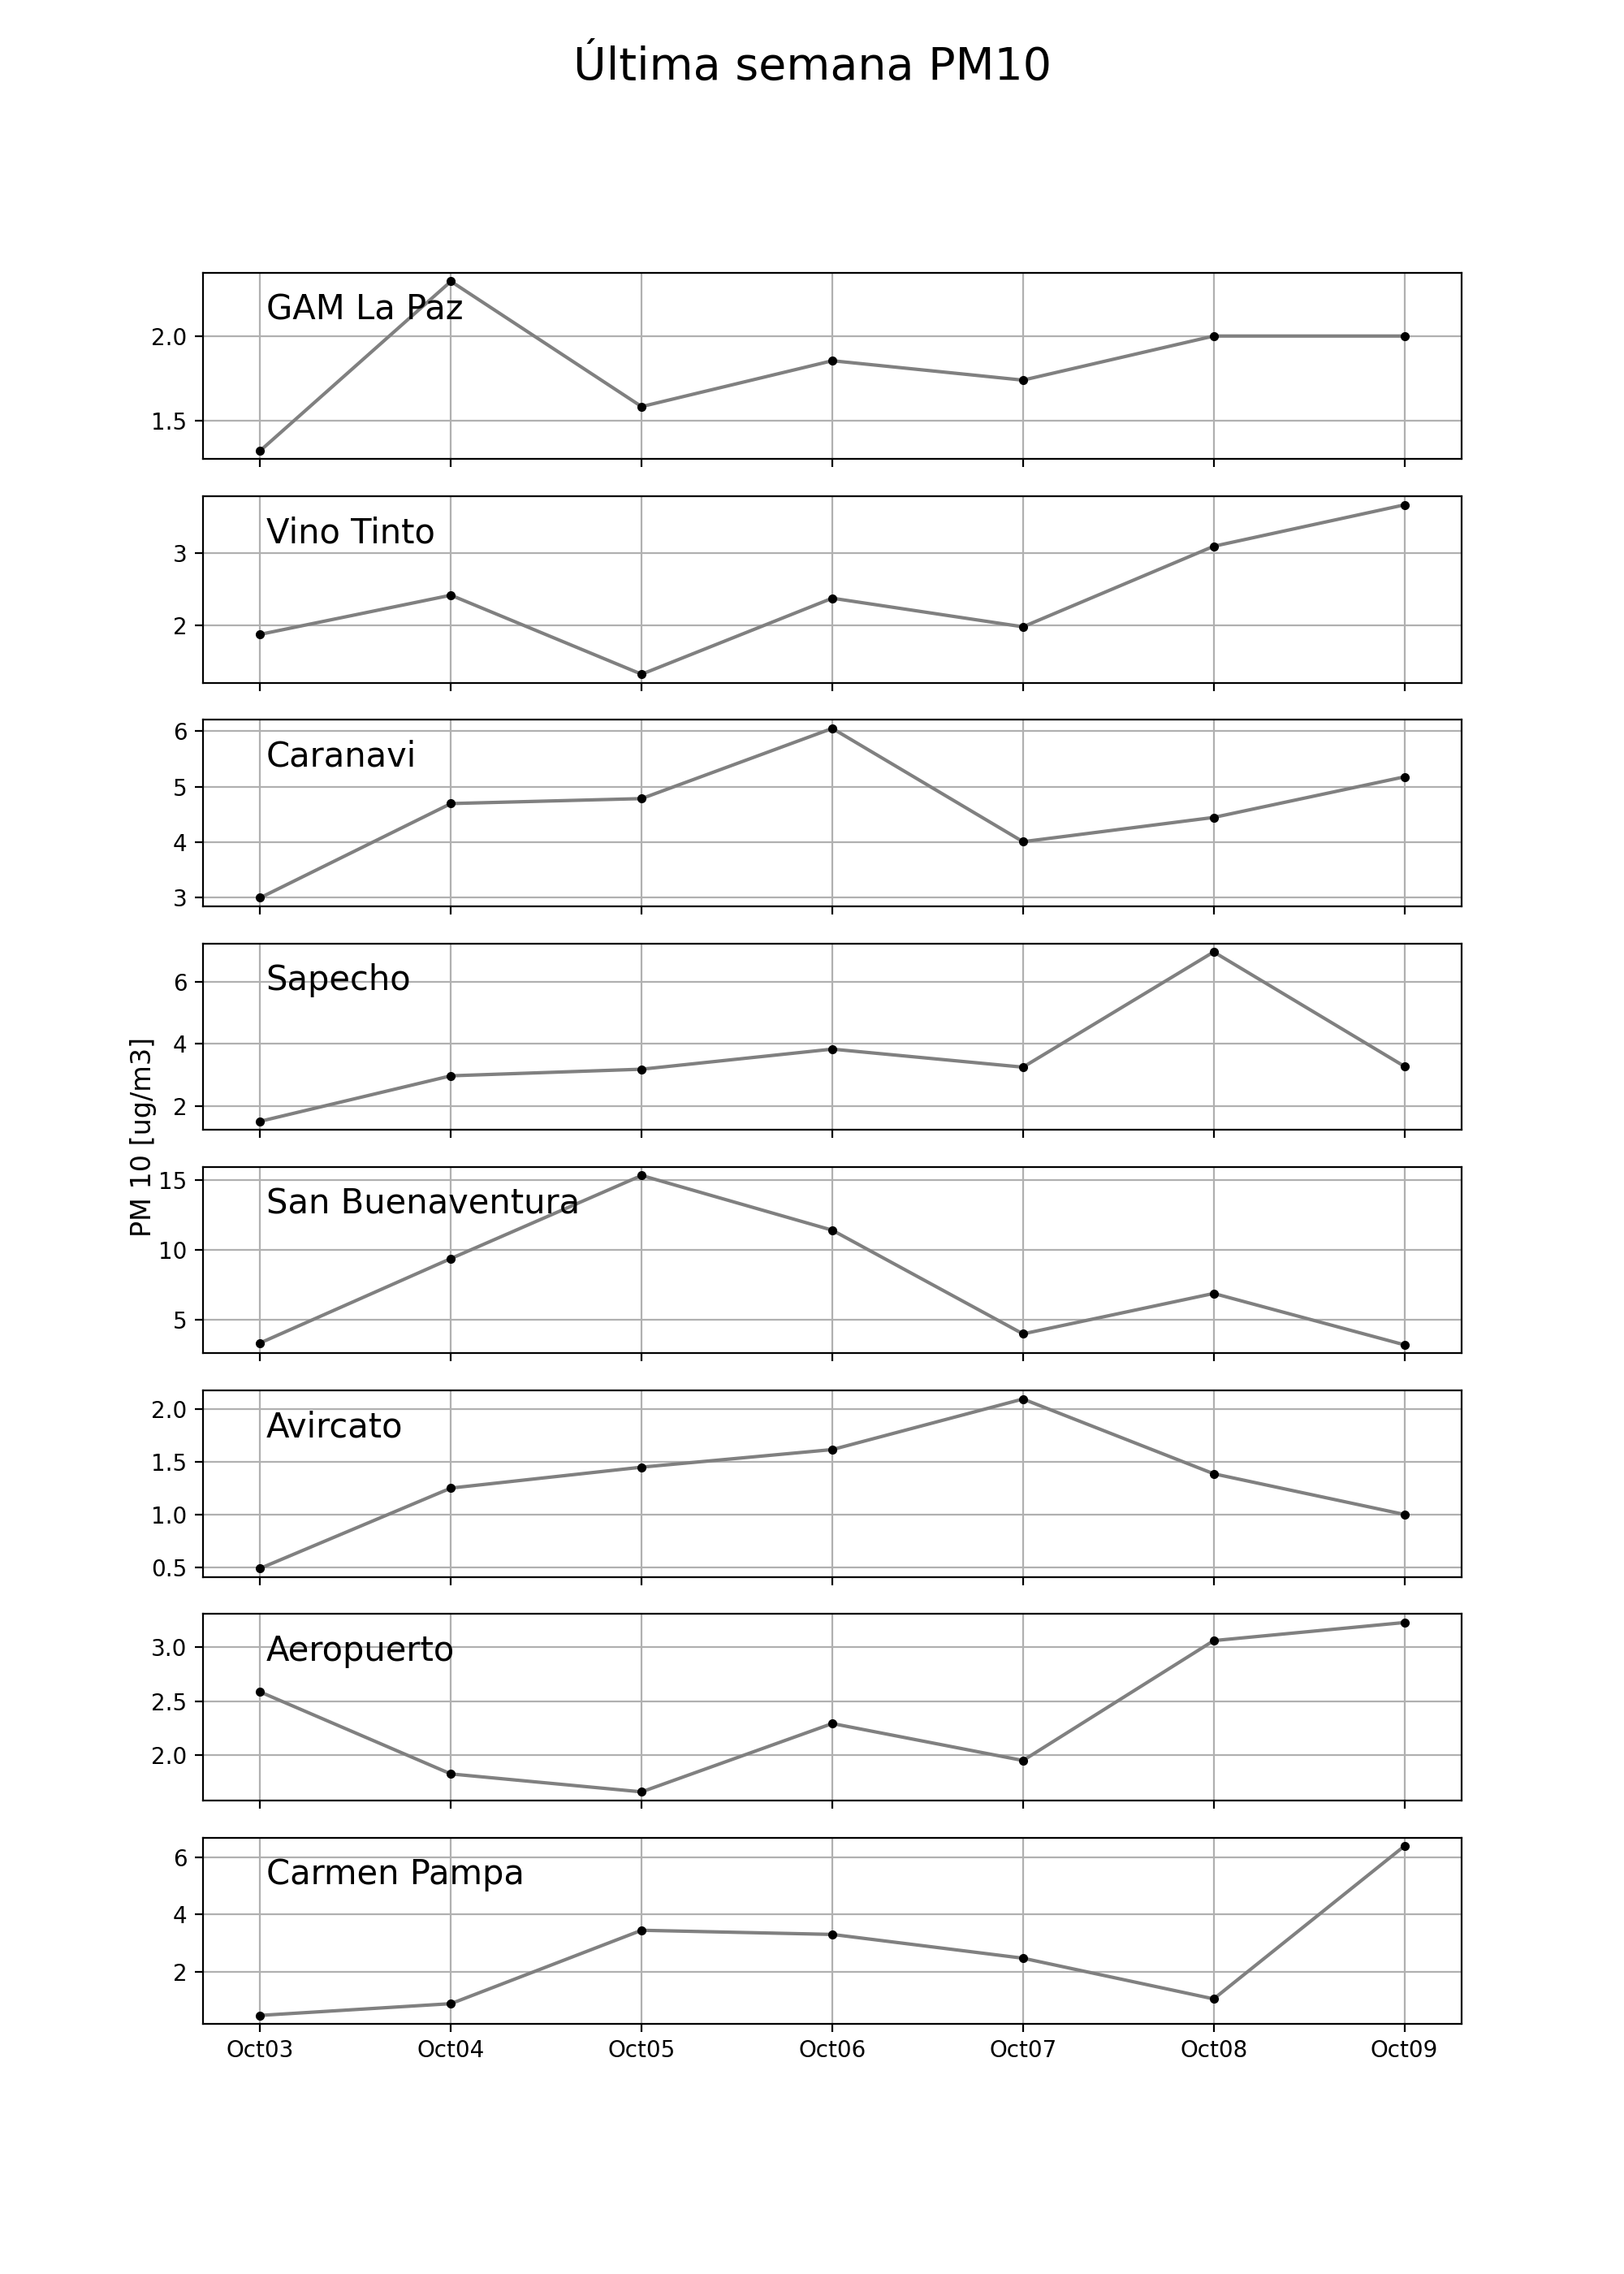 Última semana PM10
GAM La Paz
2.0
1.5
Vino Tinto
3
2
Caranavi
6
5
4
3
Sapecho
6
4
2
PM 10 [ug/m3]
San Buenaventura
15
10
5
Avircato
2.0
1.5
1.0
0.5
Aeropuerto
3.0
2.5
2.0
Carmen Pampa
6
4
2
Oct03 Oct04 Oct05 Oct06 Oct07 Oct08 Oct09